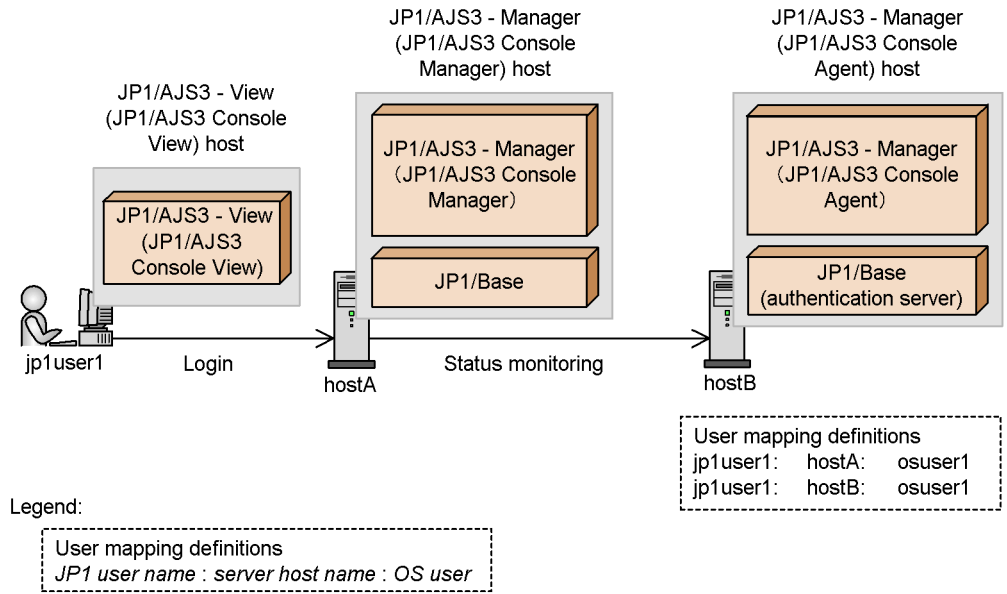 JP1/AJS3 - View
(JP1/AJS3 Console
View) host
JP1/AJS3 - View
(JP1/AJS3
Console View)
jp1user1
Login
JP1/AJS3 - Manager
(JP1/AJS3 Console
Manager) host
JP1/AJS3 - Manager
（JP1/AJS3 Console
Manager）
JP1/Base
hostA
Status monitoring
JP1/AJS3 - Manager
(JP1/AJS3 Console
Agent) host
JP1/AJS3 - Manager
（JP1/AJS3 Console
Agent）
JP1/Base
(authentication server)
hostB
User mapping definitions
jp1user1: hostA: osuser1
jp1user1: hostB: osuser1
Legend:
User mapping definitions
JP1 user name : server host name : OS user